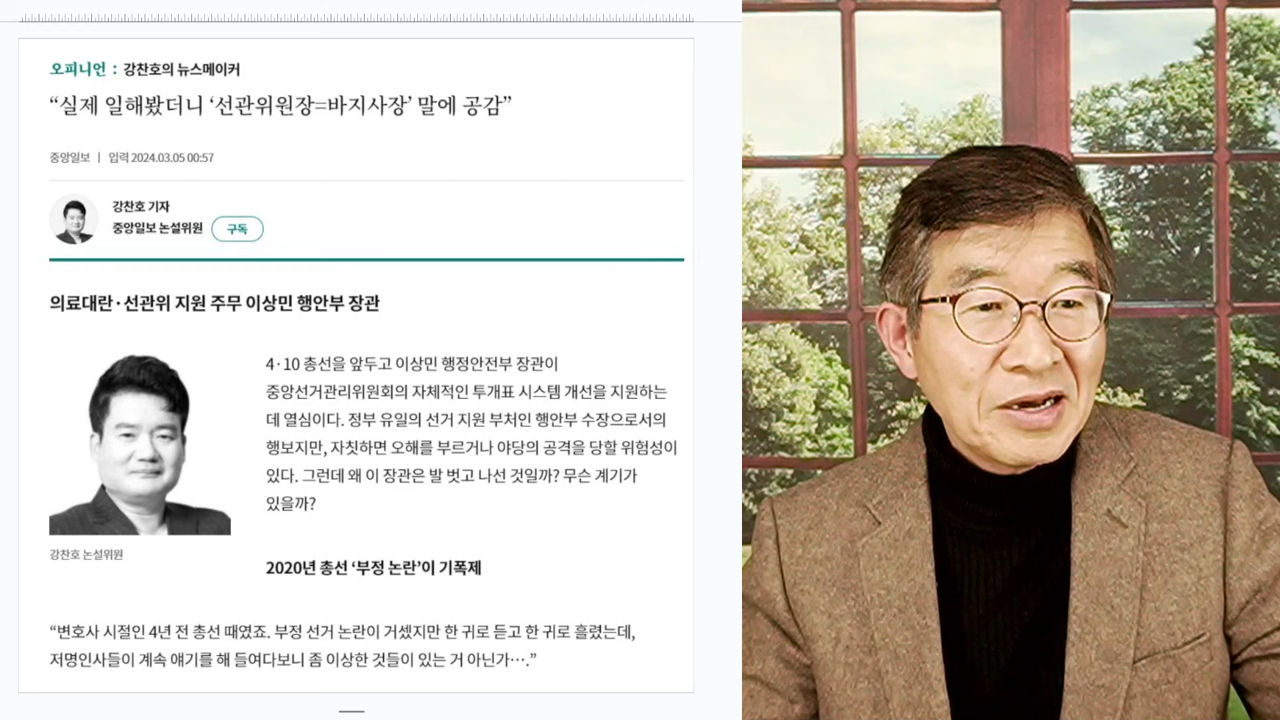 오피니언 : 강찬호의 뉴스메이커
“실제 일해봤더니 ‘선관위원장=바지사장’ 말에 공감”
중앙일보 | 입력 2024.03.05 00:57
강찬호 기자
중앙일보 논설위원 구독
의료대란·선관위 지원 주무 이상민 행안부 장관
4·10 총선을 앞두고 이상민 행정안전부 장관이
중앙선거관리위원회의 자체적인 투개표 시스템 개선을 지원하는
데 열심이다. 정부 유일의 선거 지원 부처인 행안부 수장으로서의
행보지만, 자칫하면 오해를 부르거나 야당의 공격을 당할 위험성이
있다. 그런데 왜 이 장관은 발 벗고 나선 것일까? 무슨 계기가
있을까?
강찬호 논설위원
2020년 총선 ‘부정 논란’이 기폭제
“변호사 시절인 4년 전 총선 때였죠. 부정 선거 논란이 거셌지만 한 귀로 듣고 한 귀로 흘렸는데,
저명인사들이 계속 얘기를 해 들여다보니 좀 이상한 것들이 있는 거 아닌가….”